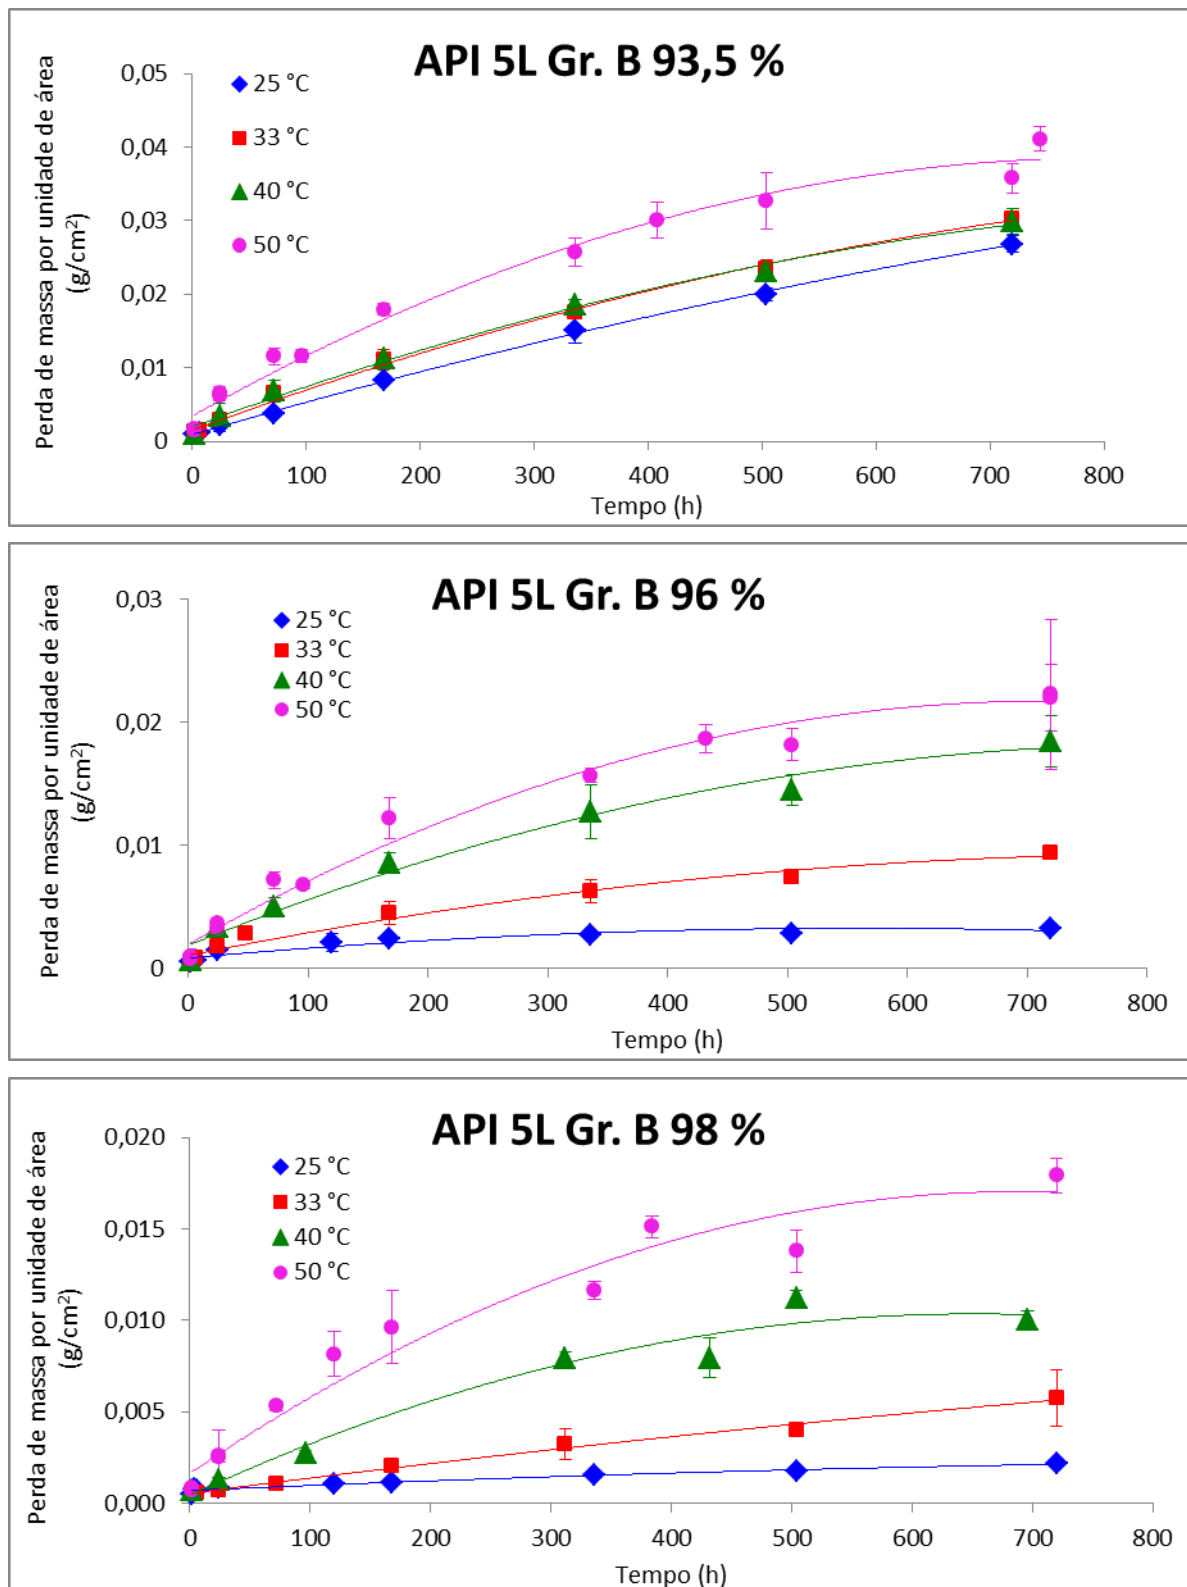 API 5L Gr. B 93,5 %
Perda de massa por unidade de área
(g/cm²)
0,05
0,04
0,03
0,02
0,01
0
25 °C
33 °C
40 °C
50 °C
0 100 200 300 400 500 600 700 800
Tempo (h)
API 5L Gr. B 96 %
Perda de massa por unidade de área
(g/cm²)
0,03
0,02
0,01
0
25 °C
33 °C
40 °C
50 °C
0 100 200 300 400 500 600 700 800
Tempo (h)
API 5L Gr. B 98 %
Perda de massa por unidade de área
(g/cm²)
0,020
0,015
0,010
0,005
0,000
25 °C
33 °C
40 °C
50 °C
0 100 200 300 400 500 600 700 800
Tempo (h)